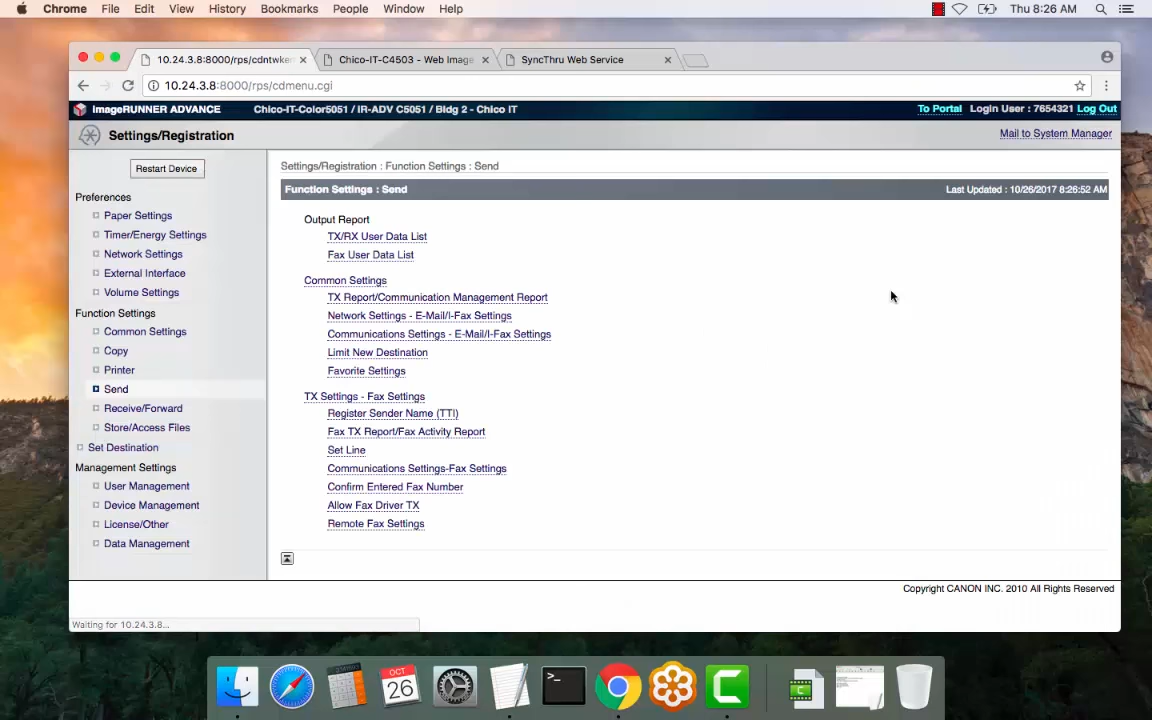 Chrome File Edit View History Bookmarks People Window Help Thu 8:26 AM
10.24.3.8:8000/rps/cdntwke Chico-IT-C4503 - Web Image SyncThru Web Service
10.24.3.8:8000/rps/cdmenu.cgi
imageRUNNER ADVANCE Chico-IT-Color5051 / iR-ADV C5051 / Bldg 2 - Chico IT To Portal Login User : 7654321 Log Out
Settings/Registration Mail to System Manager
Restart Device
Preferences
Paper Settings
Timer/Energy Settings
Network Settings
External Interface
Volume Settings
Function Settings
Common Settings
Copy
Printer
Send
Receive/Forward
Store/Access Files
Set Destination
Management Settings
User Management
Device Management
License/Other
Data Management
Settings/Registration : Function Settings : Send
Function Settings : Send Last Updated : 10/26/2017 8:26:52 AM
Output Report
TX/RX User Data List
Fax User Data List
Common Settings
TX Report/Communication Management Report
Network Settings - E-Mail/I-Fax Settings
Communications Settings - E-Mail/I-Fax Settings
Limit New Destination
Favorite Settings
TX Settings - Fax Settings
Register Sender Name (TTI)
Fax TX Report/Fax Activity Report
Set Line
Communications Settings-Fax Settings
Confirm Entered Fax Number
Allow Fax Driver TX
Remote Fax Settings
Copyright CANON INC. 2010 All Rights Reserved
Waiting for 10.24.3.8...
OCT
26